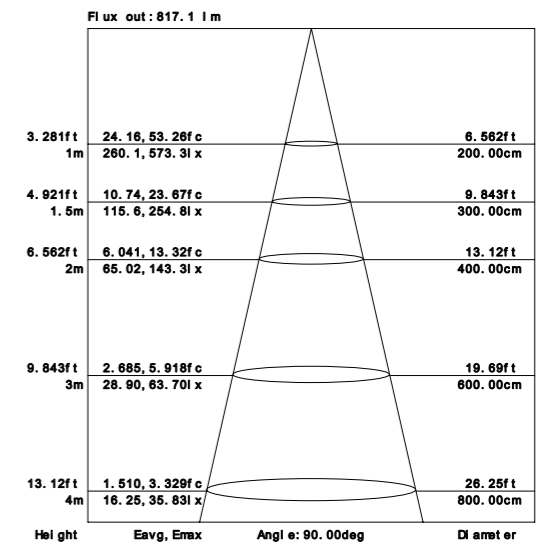 Flux out:817.1 lm
3.281ft 24.16,53.26fc 6.562ft
1m 260.1,573.3lx 200.00cm
4.921ft 10.74,23.67fc 9.843ft
1.5m 115.6,254.8lx 300.00cm
6.562ft 6.041,13.32fc 13.12ft
2m 65.02,143.3lx 400.00cm
9.843ft 2.685,5.918fc 19.69ft
3m 28.90,63.70lx 600.00cm
13.12ft 1.510,3.329fc 26.25ft
4m 16.25,35.83lx 800.00cm
Height Eavg,Emax Angle:90.00deg Diameter